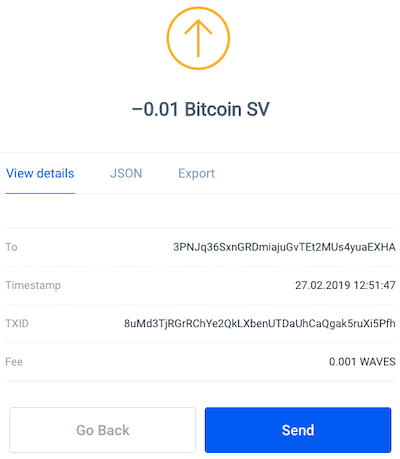 –0.01 Bitcoin SV
View details JSON Export
To 3PNJq36SxnGRDmiajuGvTEt2MUs4yuaEXHA
Timestamp 27.02.2019 12:51:47
TXID 8uMd3TjRGrRChYe2QkLXbenUTDaUhCaQgak5ruXi5Pfh
Fee 0.001 WAVES
Go Back Send